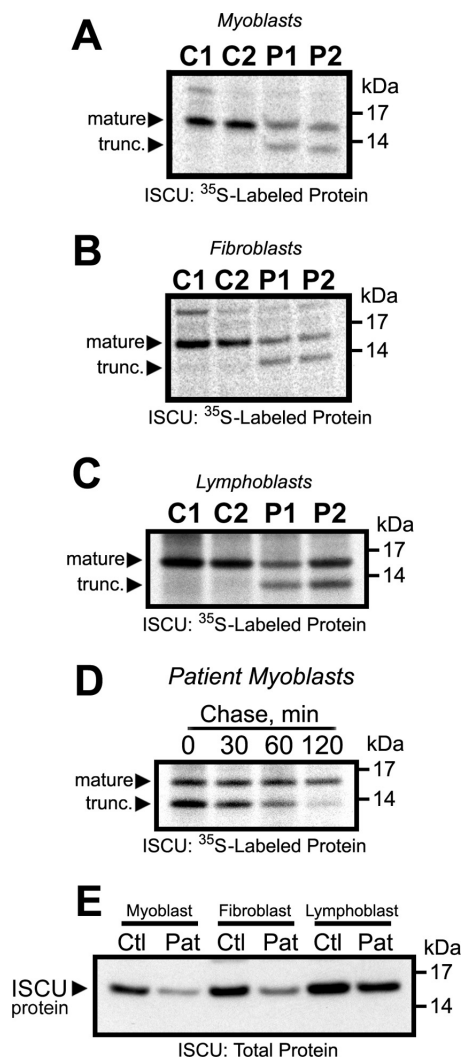 A
Myoblasts
C1 C2 P1 P2
kDa
mature
17
trunc.
14
ISCU: ³⁵S-Labeled Protein
B
Fibroblasts
C1 C2 P1 P2
kDa
17
mature
14
trunc.
ISCU: ³⁵S-Labeled Protein
C
Lymphoblasts
C1 C2 P1 P2
kDa
mature
17
trunc.
14
ISCU: ³⁵S-Labeled Protein
D
Patient Myoblasts
Chase, min
0 30 60 120
kDa
17
mature
trunc.
14
ISCU: ³⁵S-Labeled Protein
E
Myoblast Fibroblast Lymphoblast
Ctl Pat Ctl Pat Ctl Pat
kDa
17
ISCU
protein
14
ISCU: Total Protein